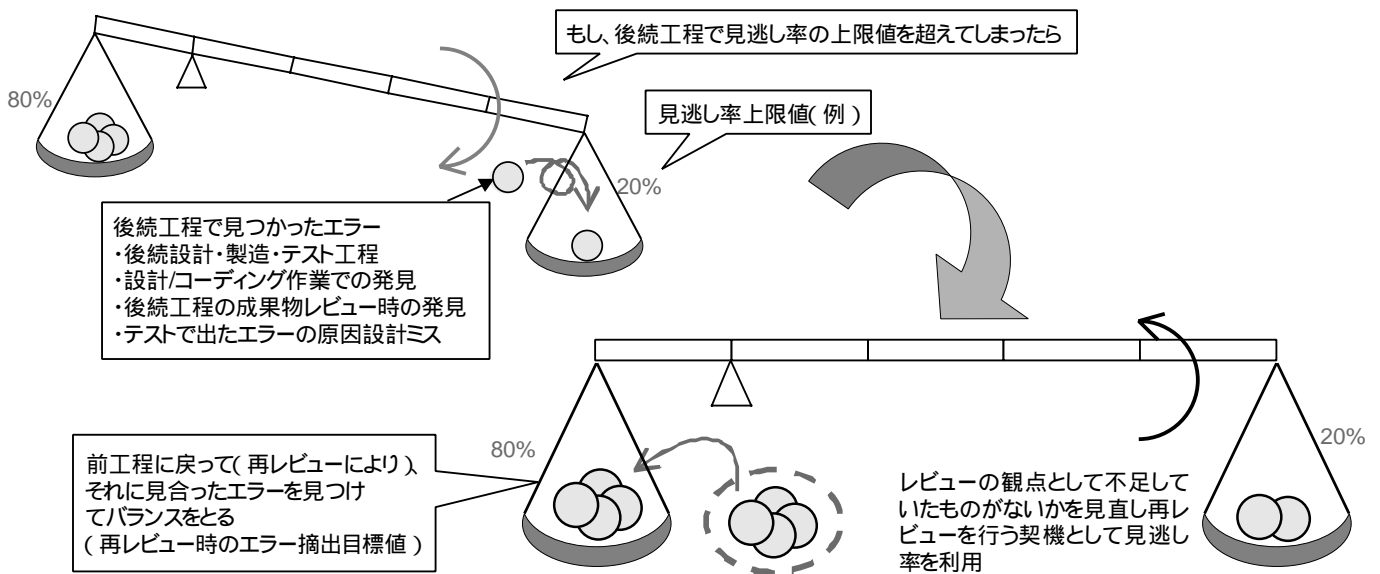 もし、後続工程で見逃し率の上限値を超えてしまったら
80%
見逃し率上限値(例)
20%
後続工程で見つかったエラー
・後続設計・製造・テスト工程
・設計/コーディング作業での発見
・後続工程の成果物レビュー時の発見
・テストで出たエラーの原因設計ミス
80%
20%
前工程に戻って(再レビューにより)、
それに見合ったエラーを見つけ
てバランスをとる
(再レビュー時のエラー摘出目標値)
レビューの観点として不足して
いたものがないかを見直し再レ
ビューを行う契機として見逃し
率を利用